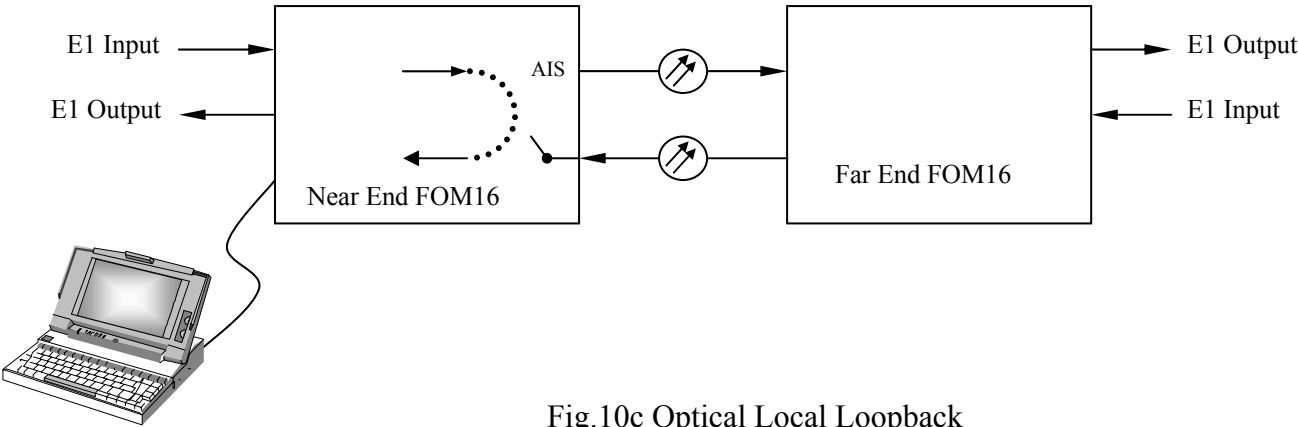 E1 Input
E1 Output
AIS
Near End FOM16
Far End FOM16
E1 Output
E1 Input
Fig.10c Optical Local Loopback